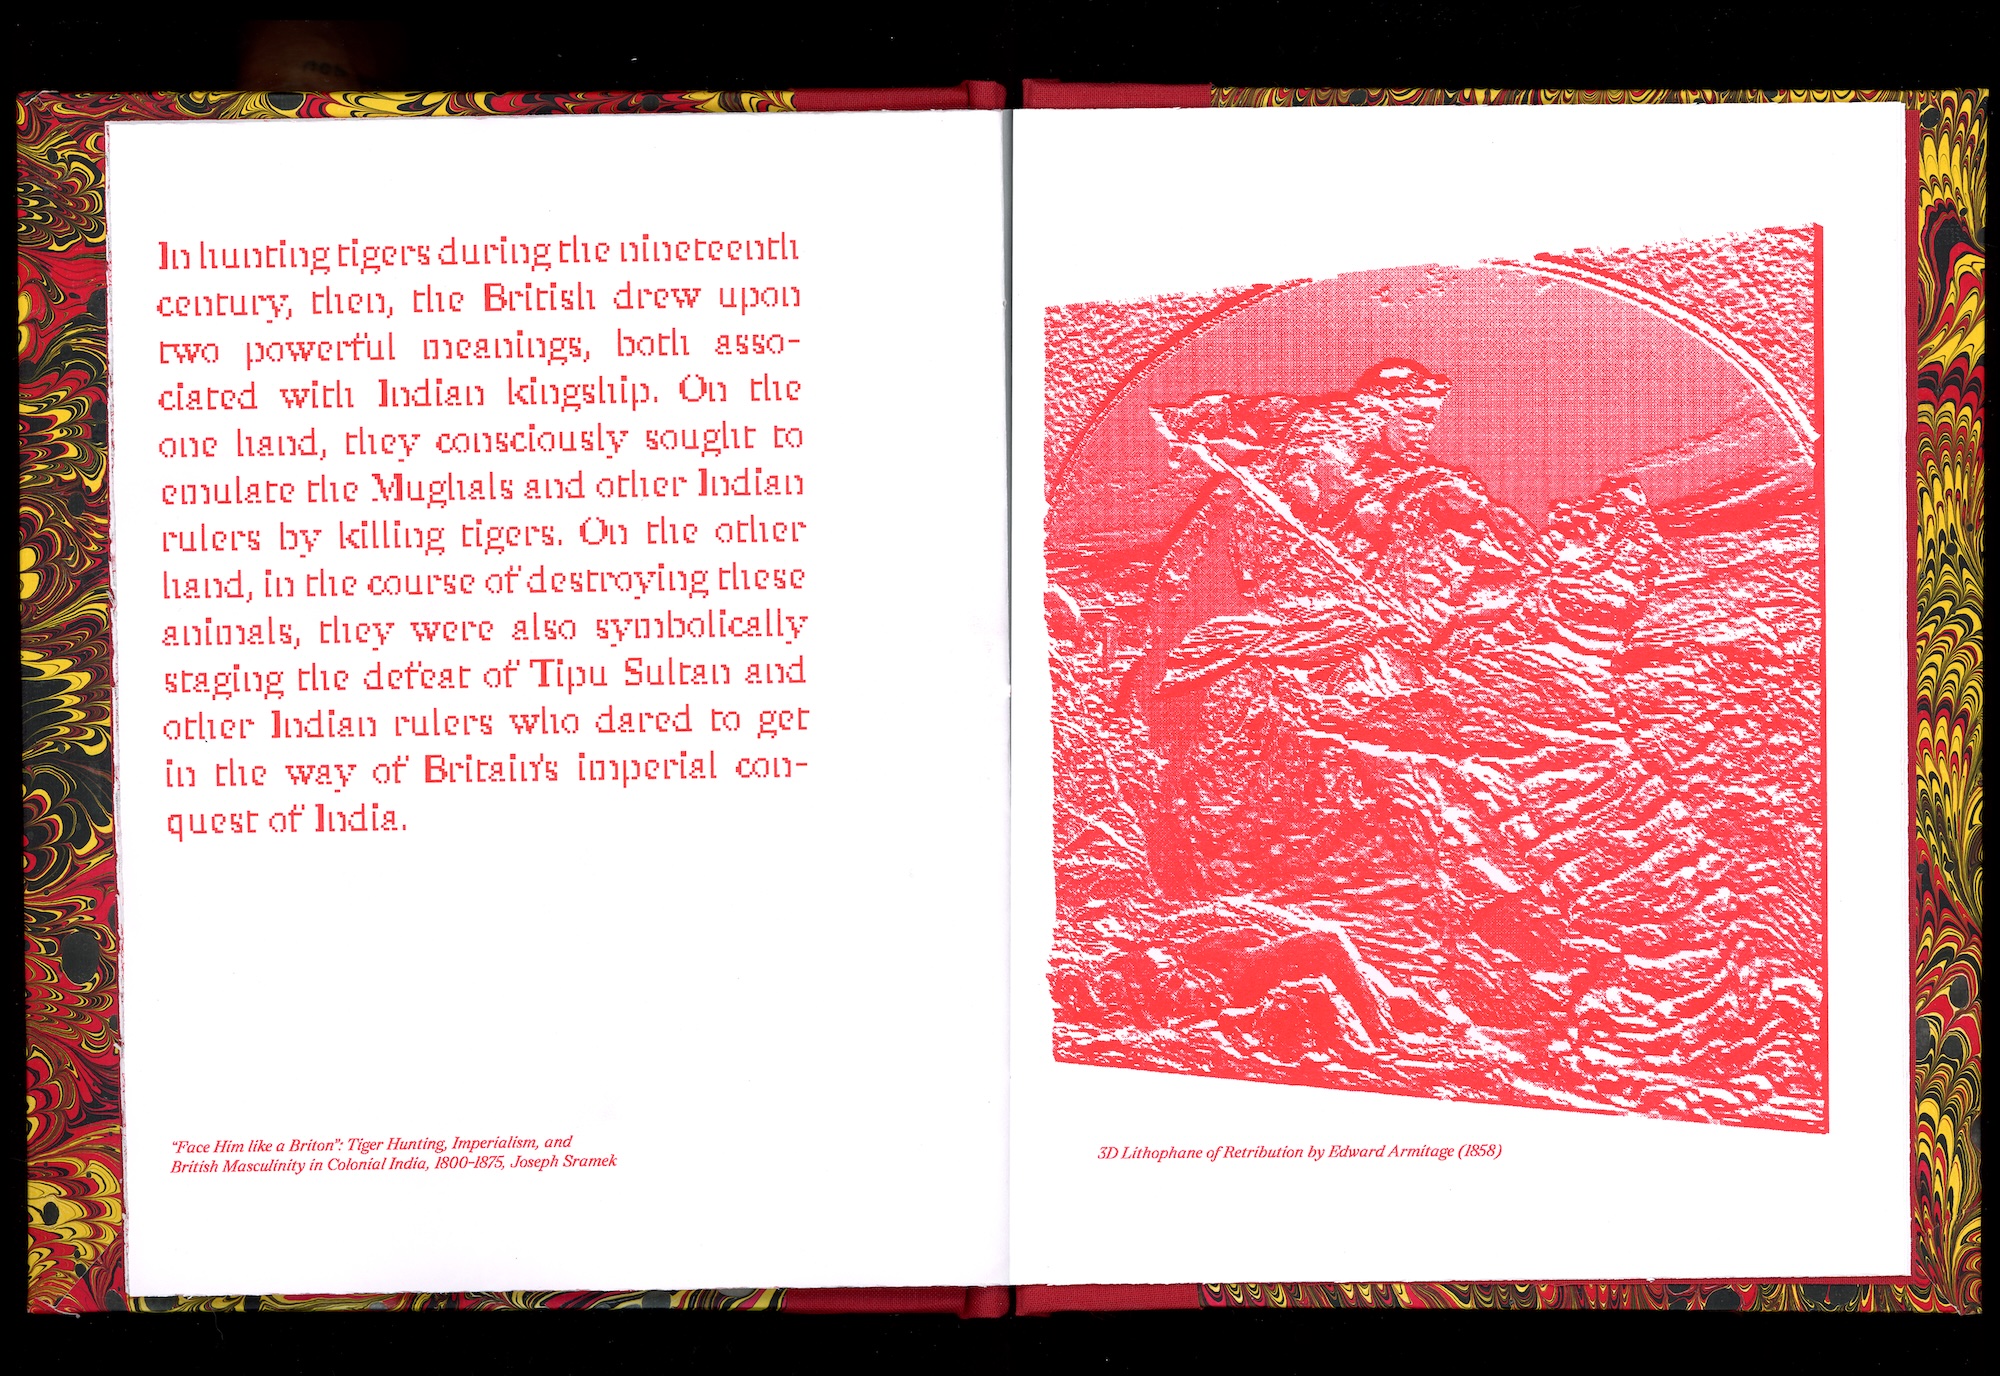 In hunting tigers during the nineteenth
century, then, the British drew upon
two powerful meanings, both asso-
ciated with Indian kingship. On the
one hand, they consciously sought to
emulate the Mughals and other Indian
rulers by killing tigers. On the other
hand, in the course of destroying these
animals, they were also symbolically
staging the defeat of Tipu Sultan and
other Indian rulers who dared to get
in the way of Britain's imperial con-
quest of India.
“Face Him like a Briton”: Tiger Hunting, Imperialism, and
British Masculinity in Colonial India, 1800-1875, Joseph Sramek
3D Lithophane of Retribution by Edward Armitage (1858)